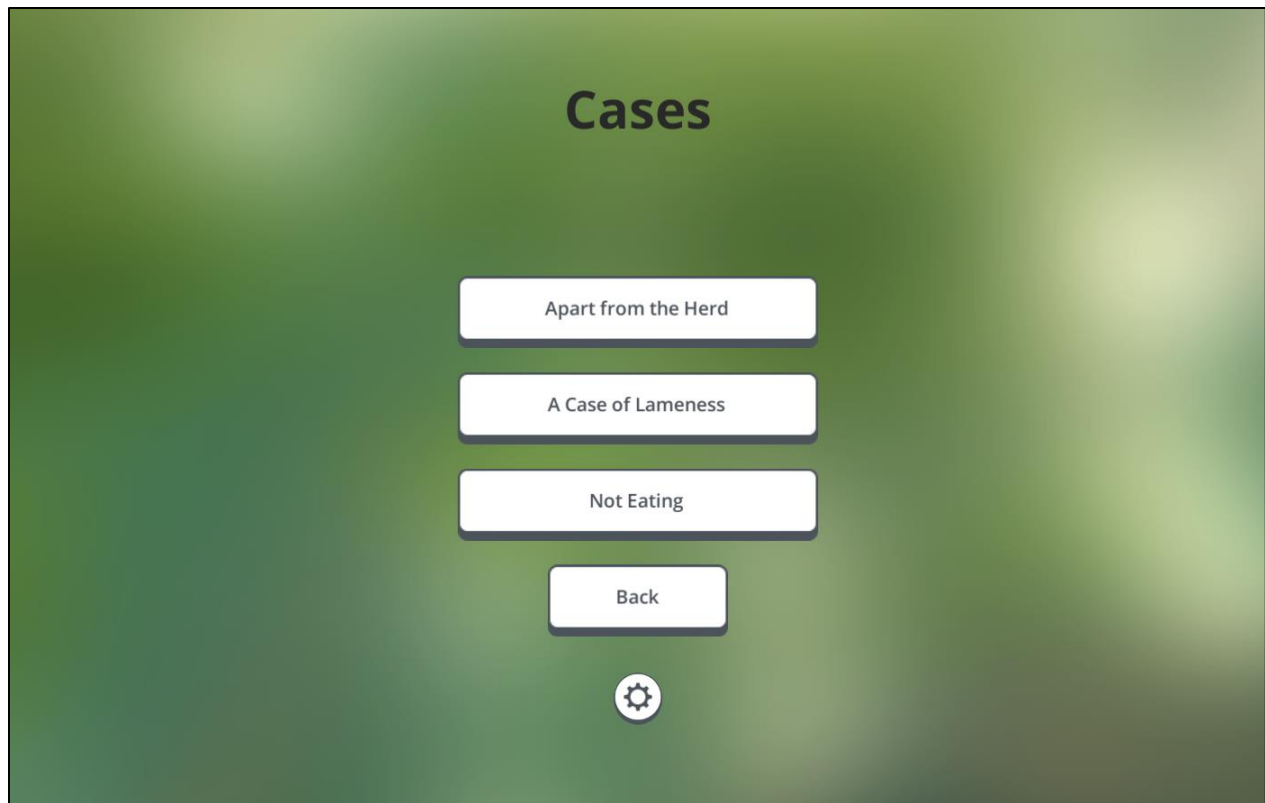 Cases
Apart from the Herd
A Case of Lameness
Not Eating
Back